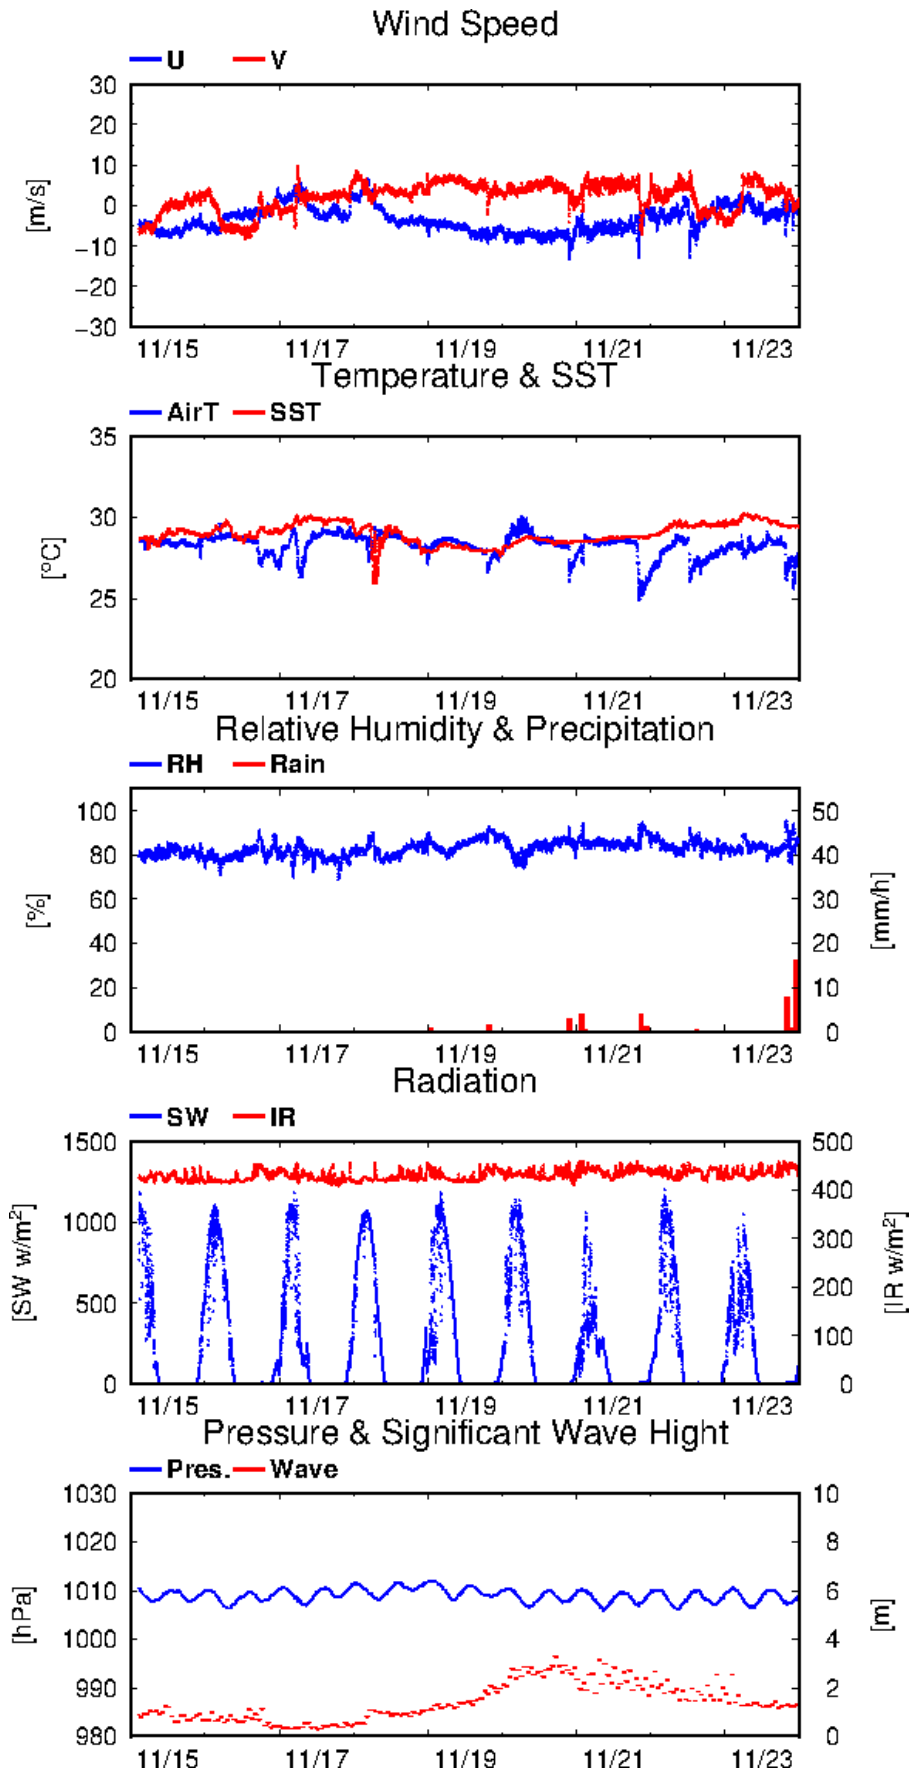 Wind Speed
U V
30
20
10
0
−10
−20
−30
[m/s]
11/15 11/17 11/19 11/21 11/23
Temperature & SST
AirT SST
35
30
25
20
[°C]
11/15 11/17 11/19 11/21 11/23
Relative Humidity & Precipitation
RH Rain
100 50
80 40
60 30
40 20
20 10
0 0
[%] [mm/h]
11/15 11/17 11/19 11/21 11/23
Radiation
SW IR
1500 500
400
1000
300
200
500
100
0 0
[SW w/m²] [IR w/m²]
11/15 11/17 11/19 11/21 11/23
Pressure & Significant Wave Hight
Pres. Wave
1030 10
1020 8
1010 6
1000 4
990 2
980 0
[hPa] [m]
11/15 11/17 11/19 11/21 11/23